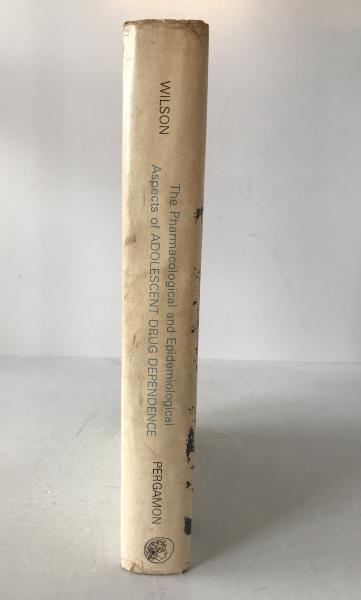 WILSON
The Pharmacological and Epidemiological
Aspects of ADOLESCENT DRUG DEPENDENCE
PERGAMON